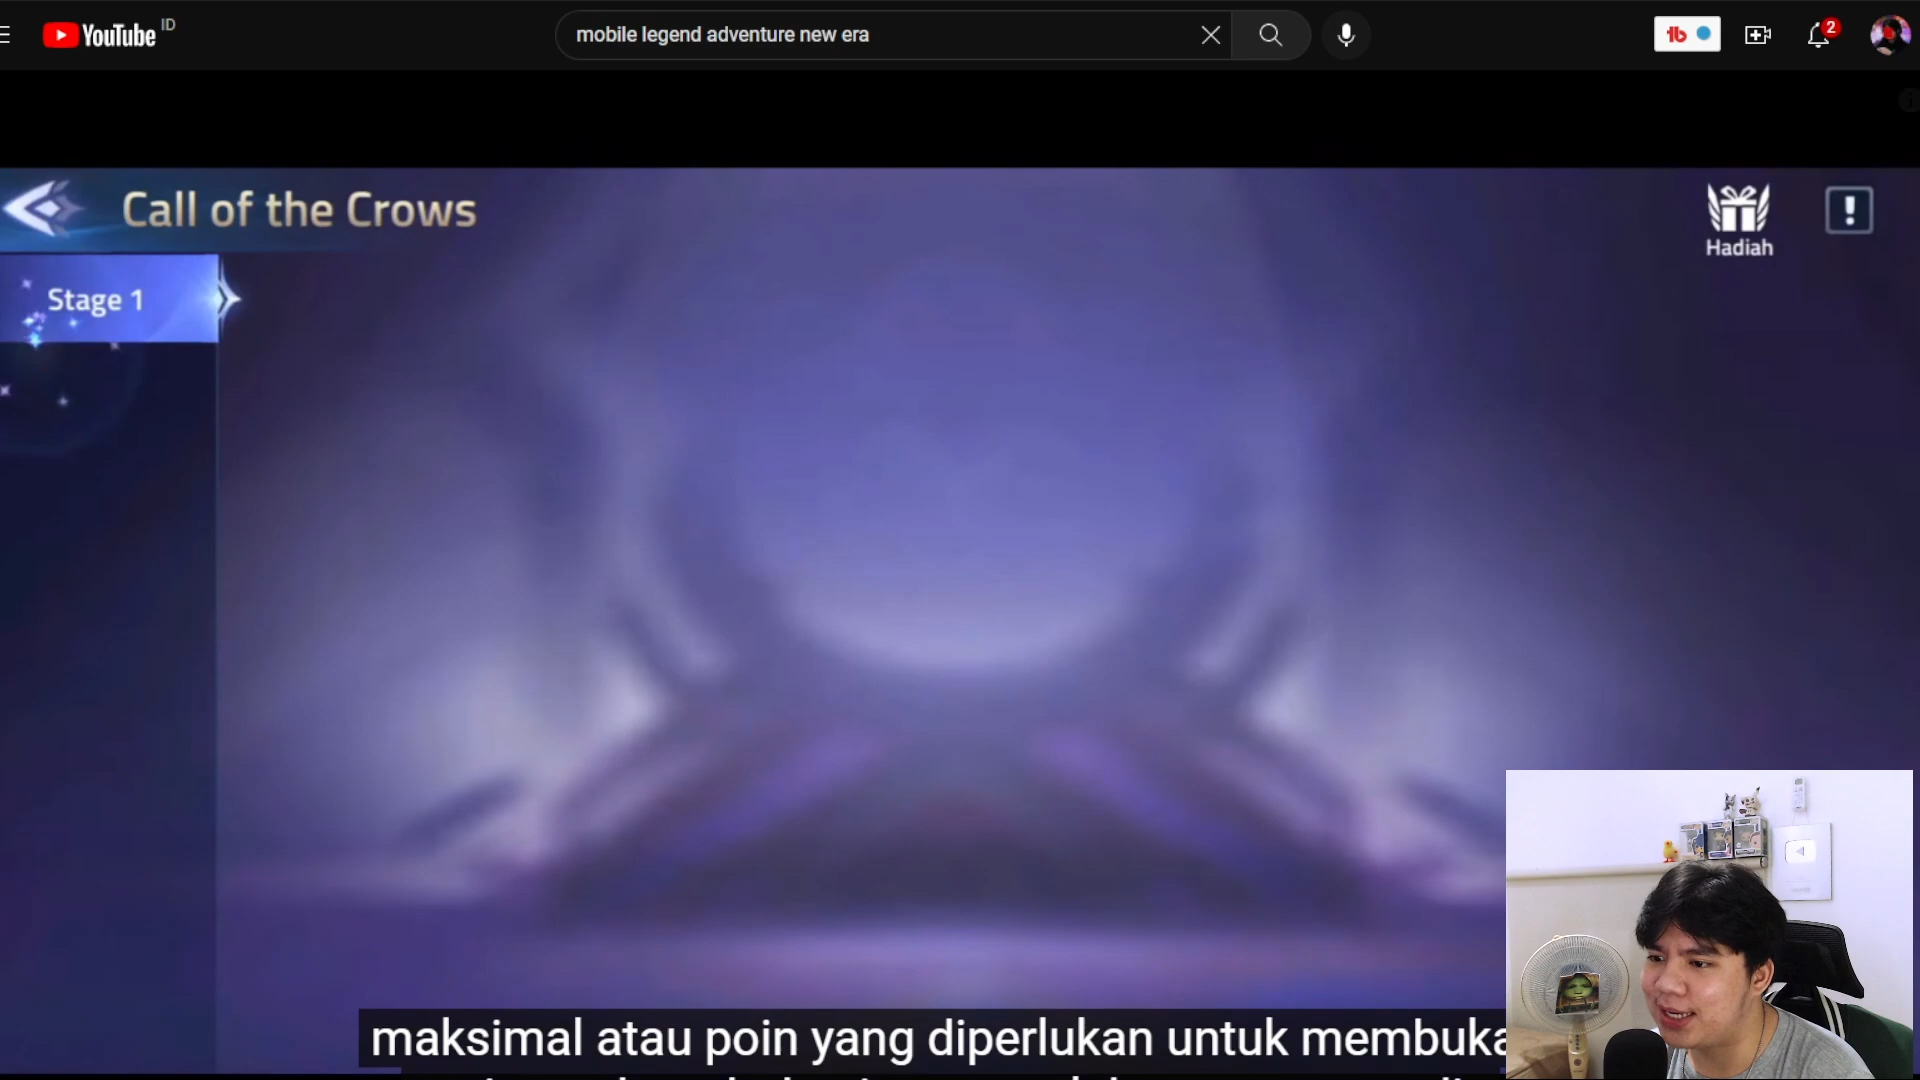 YouTube ID
mobile legend adventure new era
2
Call of the Crows
Hadiah
Stage 1
maksimal atau poin yang diperlukan untuk membuka